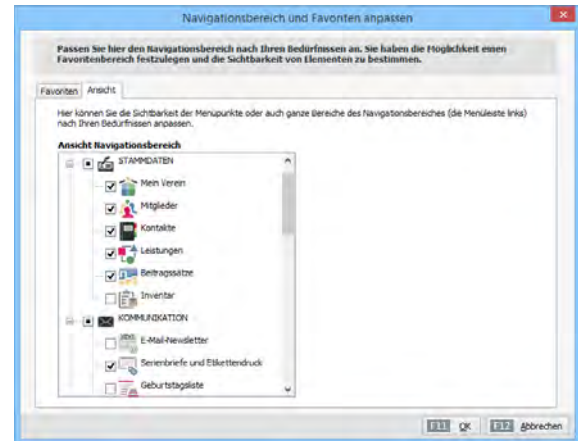 Navigationsbereich und Favoriten anpassen
Passen Sie hier den Navigationsbereich nach Ihren Bedürfnissen an. Sie haben die Möglichkeit einen
Favoritenbereich festzulegen und die Sichtbarkeit von Elementen zu bestimmen.
Favoriten Ansicht
Hier können Sie die Sichtbarkeit der Menüpunkte oder auch ganze Bereiche des Navigationsbereiches (die Menüleiste links)
nach Ihren Bedürfnissen anpassen.
Ansicht Navigationsbereich
STAMMDATEN
Mein Verein
Mitglieder
Kontakte
Leistungen
Beitragssätze
Inventar
KOMMUNIKATION
E-Mail-Newsletter
Serienbriefe und Etikettendruck
Geburtstagsliste
F11 OK F12 Abbrechen